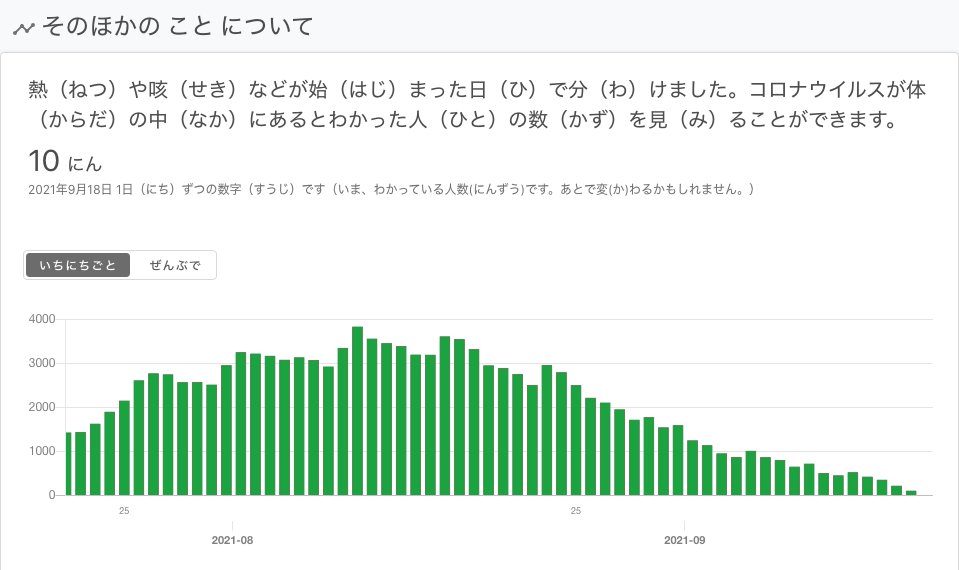 そのほかの こと について
熱（ねつ）や咳（せき）などが始（はじ）まった日（ひ）で分（わ）けました。コロナウイルスが体
（からだ）の中（なか）にあるとわかった人（ひと）の数（かず）を見（み）ることができます。
10 にん
2021年9月18日 1日（にち）ずつの数字（すうじ）です（いま、わかっている人数(にんずう)です。あとで変(か)わるかもしれません。）
いちにちごと ぜんぶで
4000
3000
2000
1000
0
25 25
2021-08 2021-09